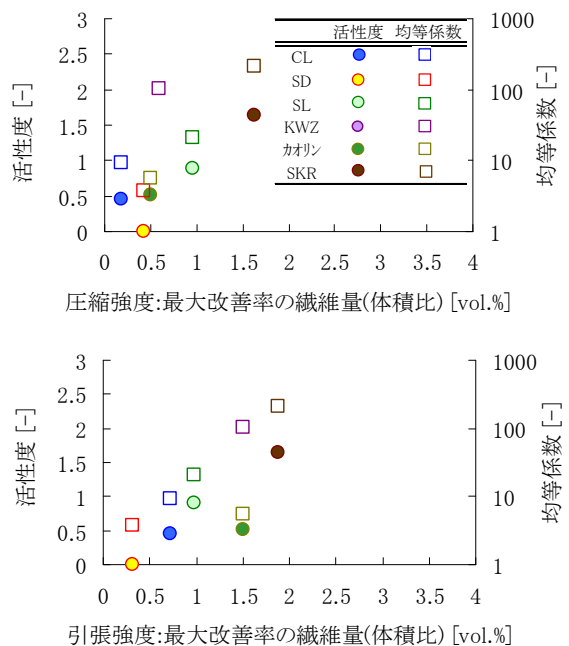 3
2.5
2
1.5
1
0.5
0
活性度 [-]
1000
100
10
1
均等係数 [-]
活性度 均等係数
CL
SD
SL
KWZ
カオリン
SKR
0 0.5 1 1.5 2 2.5 3 3.5 4
圧縮強度:最大改善率の繊維量(体積比) [vol.%]
3
2.5
2
1.5
1
0.5
0
活性度 [-]
1000
100
10
1
均等係数 [-]
0 0.5 1 1.5 2 2.5 3 3.5 4
引張強度:最大改善率の繊維量(体積比) [vol.%]